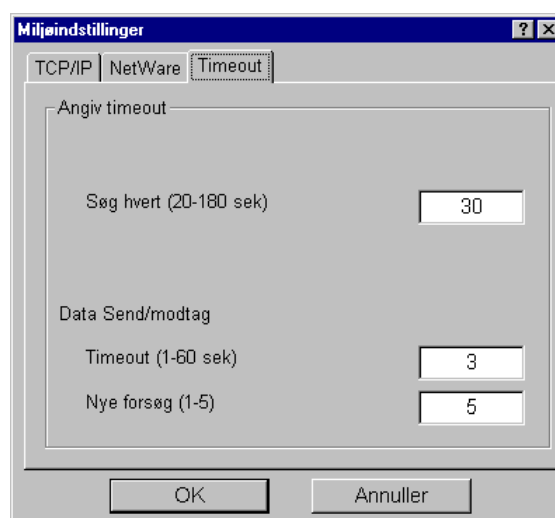 Miljøindstillinger
TCP/IP NetWare Timeout
Angiv timeout
Søg hvert (20-180 sek) 30
Data Send/modtag
Timeout (1-60 sek) 3
Nye forsøg (1-5) 5
OK Annuller